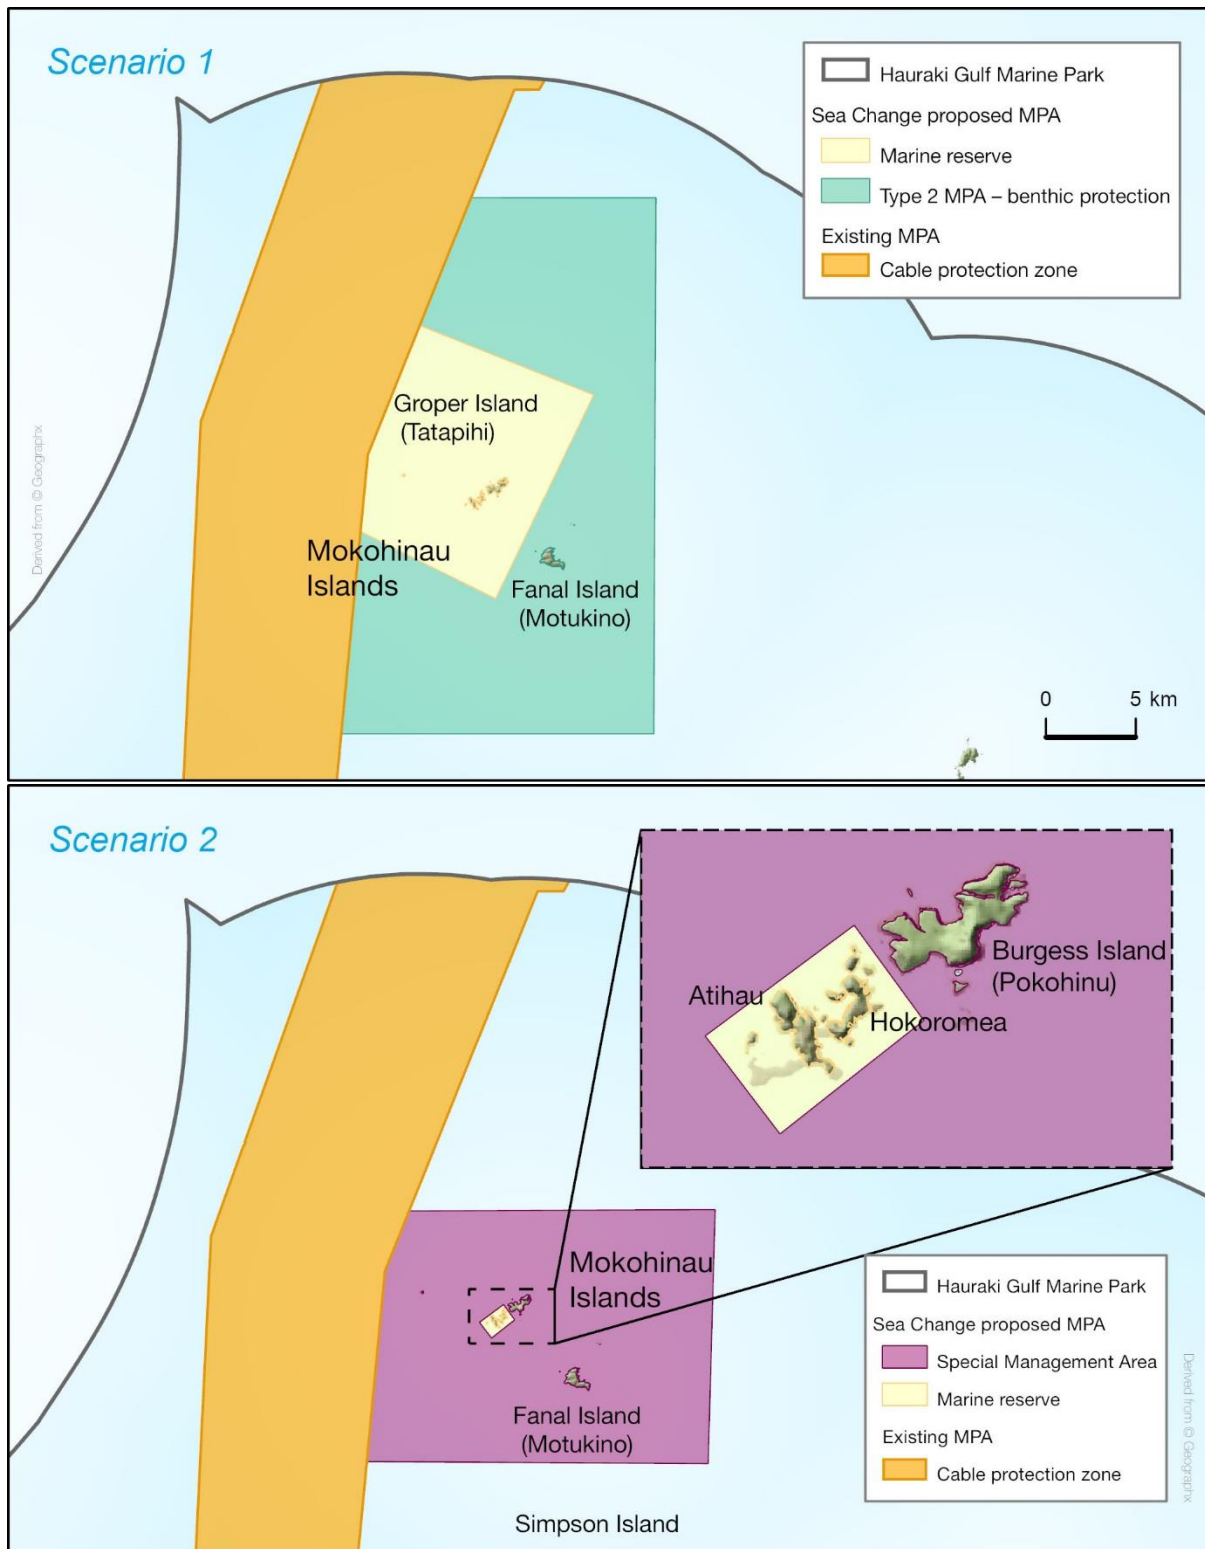 Scenario 1
Hauraki Gulf Marine Park
Sea Change proposed MPA
Marine reserve
Type 2 MPA – benthic protection
Existing MPA
Cable protection zone
Groper Island
(Tatapihi)
Mokohinau
Islands
Fanal Island
(Motukino)
Derived from © Geographx
0 5 km
Scenario 2
Burgess Island
(Pokohinu)
Atihau
Hokoromea
Mokohinau
Islands
Fanal Island
(Motukino)
Simpson Island
Hauraki Gulf Marine Park
Sea Change proposed MPA
Special Management Area
Marine reserve
Existing MPA
Cable protection zone
Derived from © Geographx